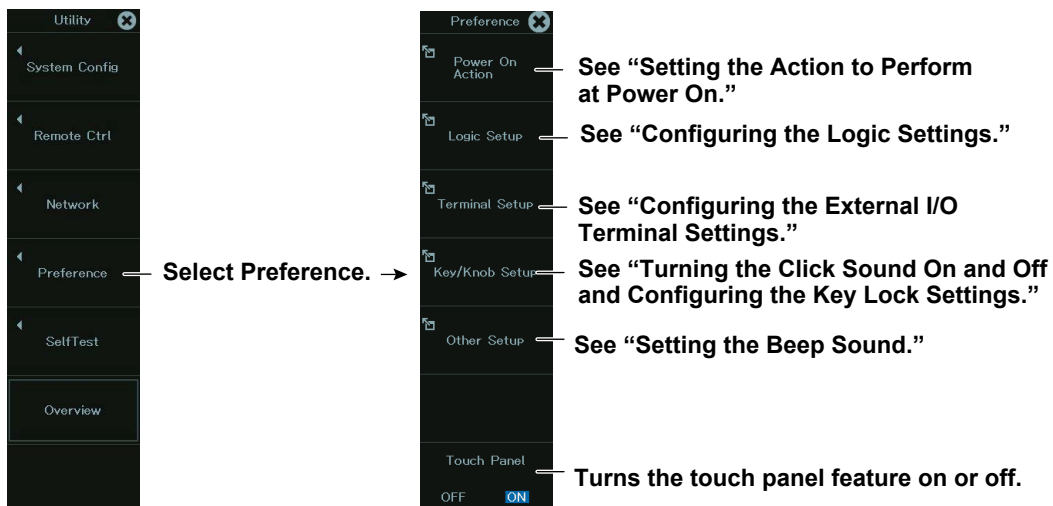 Utility
System Config
Remote Ctrl
Network
Preference
SelfTest
Overview
Select Preference.
Preference
Power On
Action
Logic Setup
Terminal Setup
Key/Knob Setup
Other Setup
Touch Panel
OFF ON
See “Setting the Action to Perform
at Power On.”
See “Configuring the Logic Settings.”
See “Configuring the External I/O
Terminal Settings.”
See “Turning the Click Sound On and Off
and Configuring the Key Lock Settings.”
See “Setting the Beep Sound.”
Turns the touch panel feature on or off.